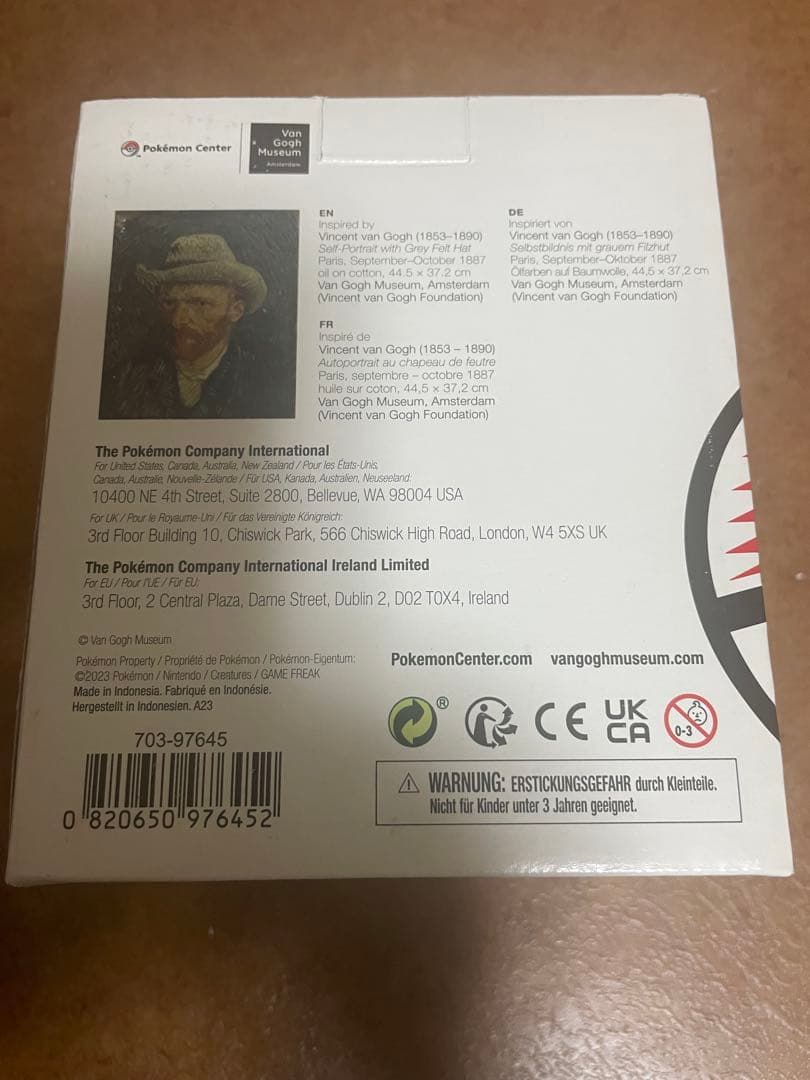 Pokémon Center
Van
Gogh
Museum
Amsterdam
EN
Inspired by
Vincent van Gogh (1853–1890)
Self-Portrait with Grey Felt Hat
Paris, September–October 1887
oil on cotton, 44.5 × 37.2 cm
Van Gogh Museum, Amsterdam
(Vincent van Gogh Foundation)
DE
Inspiriert von
Vincent van Gogh (1853–1890)
Selbstbildnis mit grauem Filzhut
Paris, September–Oktober 1887
Ölfarben auf Baumwolle, 44,5 × 37,2 cm
Van Gogh Museum, Amsterdam
(Vincent van Gogh Foundation)
FR
Inspiré de
Vincent van Gogh (1853 – 1890)
Autoportrait au chapeau de feutre
Paris, septembre – octobre 1887
huile sur coton, 44,5 × 37,2 cm
Van Gogh Museum, Amsterdam
(Vincent van Gogh Foundation)
The Pokémon Company International
For United States, Canada, Australia, New Zealand / Pour les États-Unis,
Canada, Australie, Nouvelle-Zélande / Für USA, Kanada, Australien, Neuseeland:
10400 NE 4th Street, Suite 2800, Bellevue, WA 98004 USA
For UK / Pour le Royaume-Uni / Für das Vereinigte Königreich:
3rd Floor Building 10, Chiswick Park, 566 Chiswick High Road, London, W4 5XS UK
The Pokémon Company International Ireland Limited
For EU / Pour l'UE / Für EU:
3rd Floor, 2 Central Plaza, Dame Street, Dublin 2, D02 T0X4, Ireland
© Van Gogh Museum
Pokémon Property / Propriété de Pokémon / Pokémon-Eigentum:
©2023 Pokémon / Nintendo / Creatures / GAME FREAK
Made in Indonesia. Fabriqué en Indonésie.
Hergestellt in Indonesien. A23
PokemonCenter.com vangoghmuseum.com
®
CE
UK
CA
0-3
703-97645
0 820650 976452
WARNUNG: ERSTICKUNGSGEFAHR durch Kleinteile.
Nicht für Kinder unter 3 Jahren geeignet.